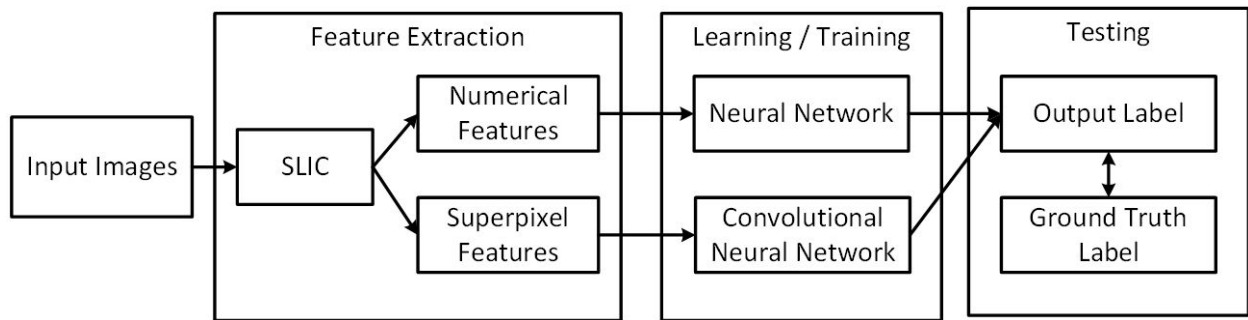 Feature Extraction
Learning / Training
Testing
Input Images
SLIC
Numerical
Features
Superpixel
Features
Neural Network
Convolutional
Neural Network
Output Label
Ground Truth
Label